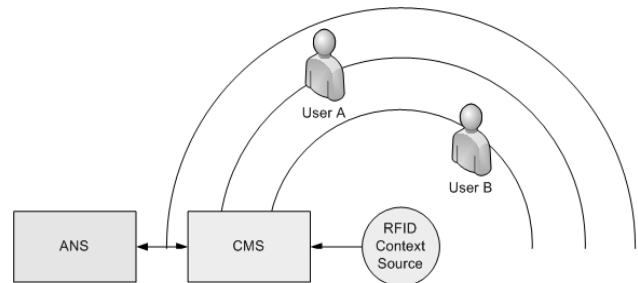 User A
User B
ANS
CMS
RFID
Context
Source